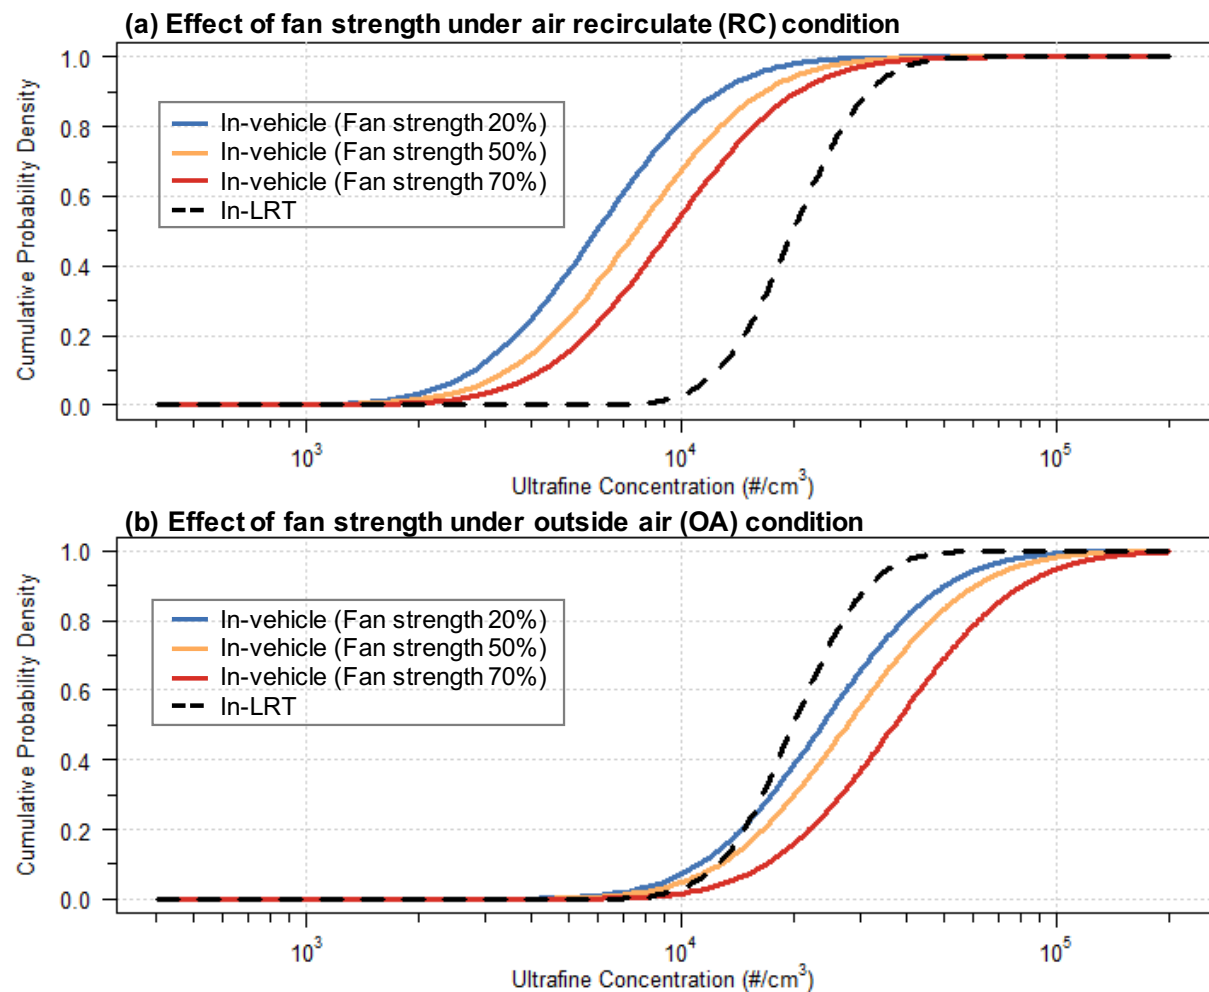 (a) Effect of fan strength under air recirculate (RC) condition
Cumulative Probability Density
1.0
0.8
0.6
0.4
0.2
0.0
In-vehicle (Fan strength 20%)
In-vehicle (Fan strength 50%)
In-vehicle (Fan strength 70%)
In-LRT
10³ 10⁴ 10⁵
Ultrafine Concentration (#/cm³)
(b) Effect of fan strength under outside air (OA) condition
Cumulative Probability Density
1.0
0.8
0.6
0.4
0.2
0.0
In-vehicle (Fan strength 20%)
In-vehicle (Fan strength 50%)
In-vehicle (Fan strength 70%)
In-LRT
10³ 10⁴ 10⁵
Ultrafine Concentration (#/cm³)